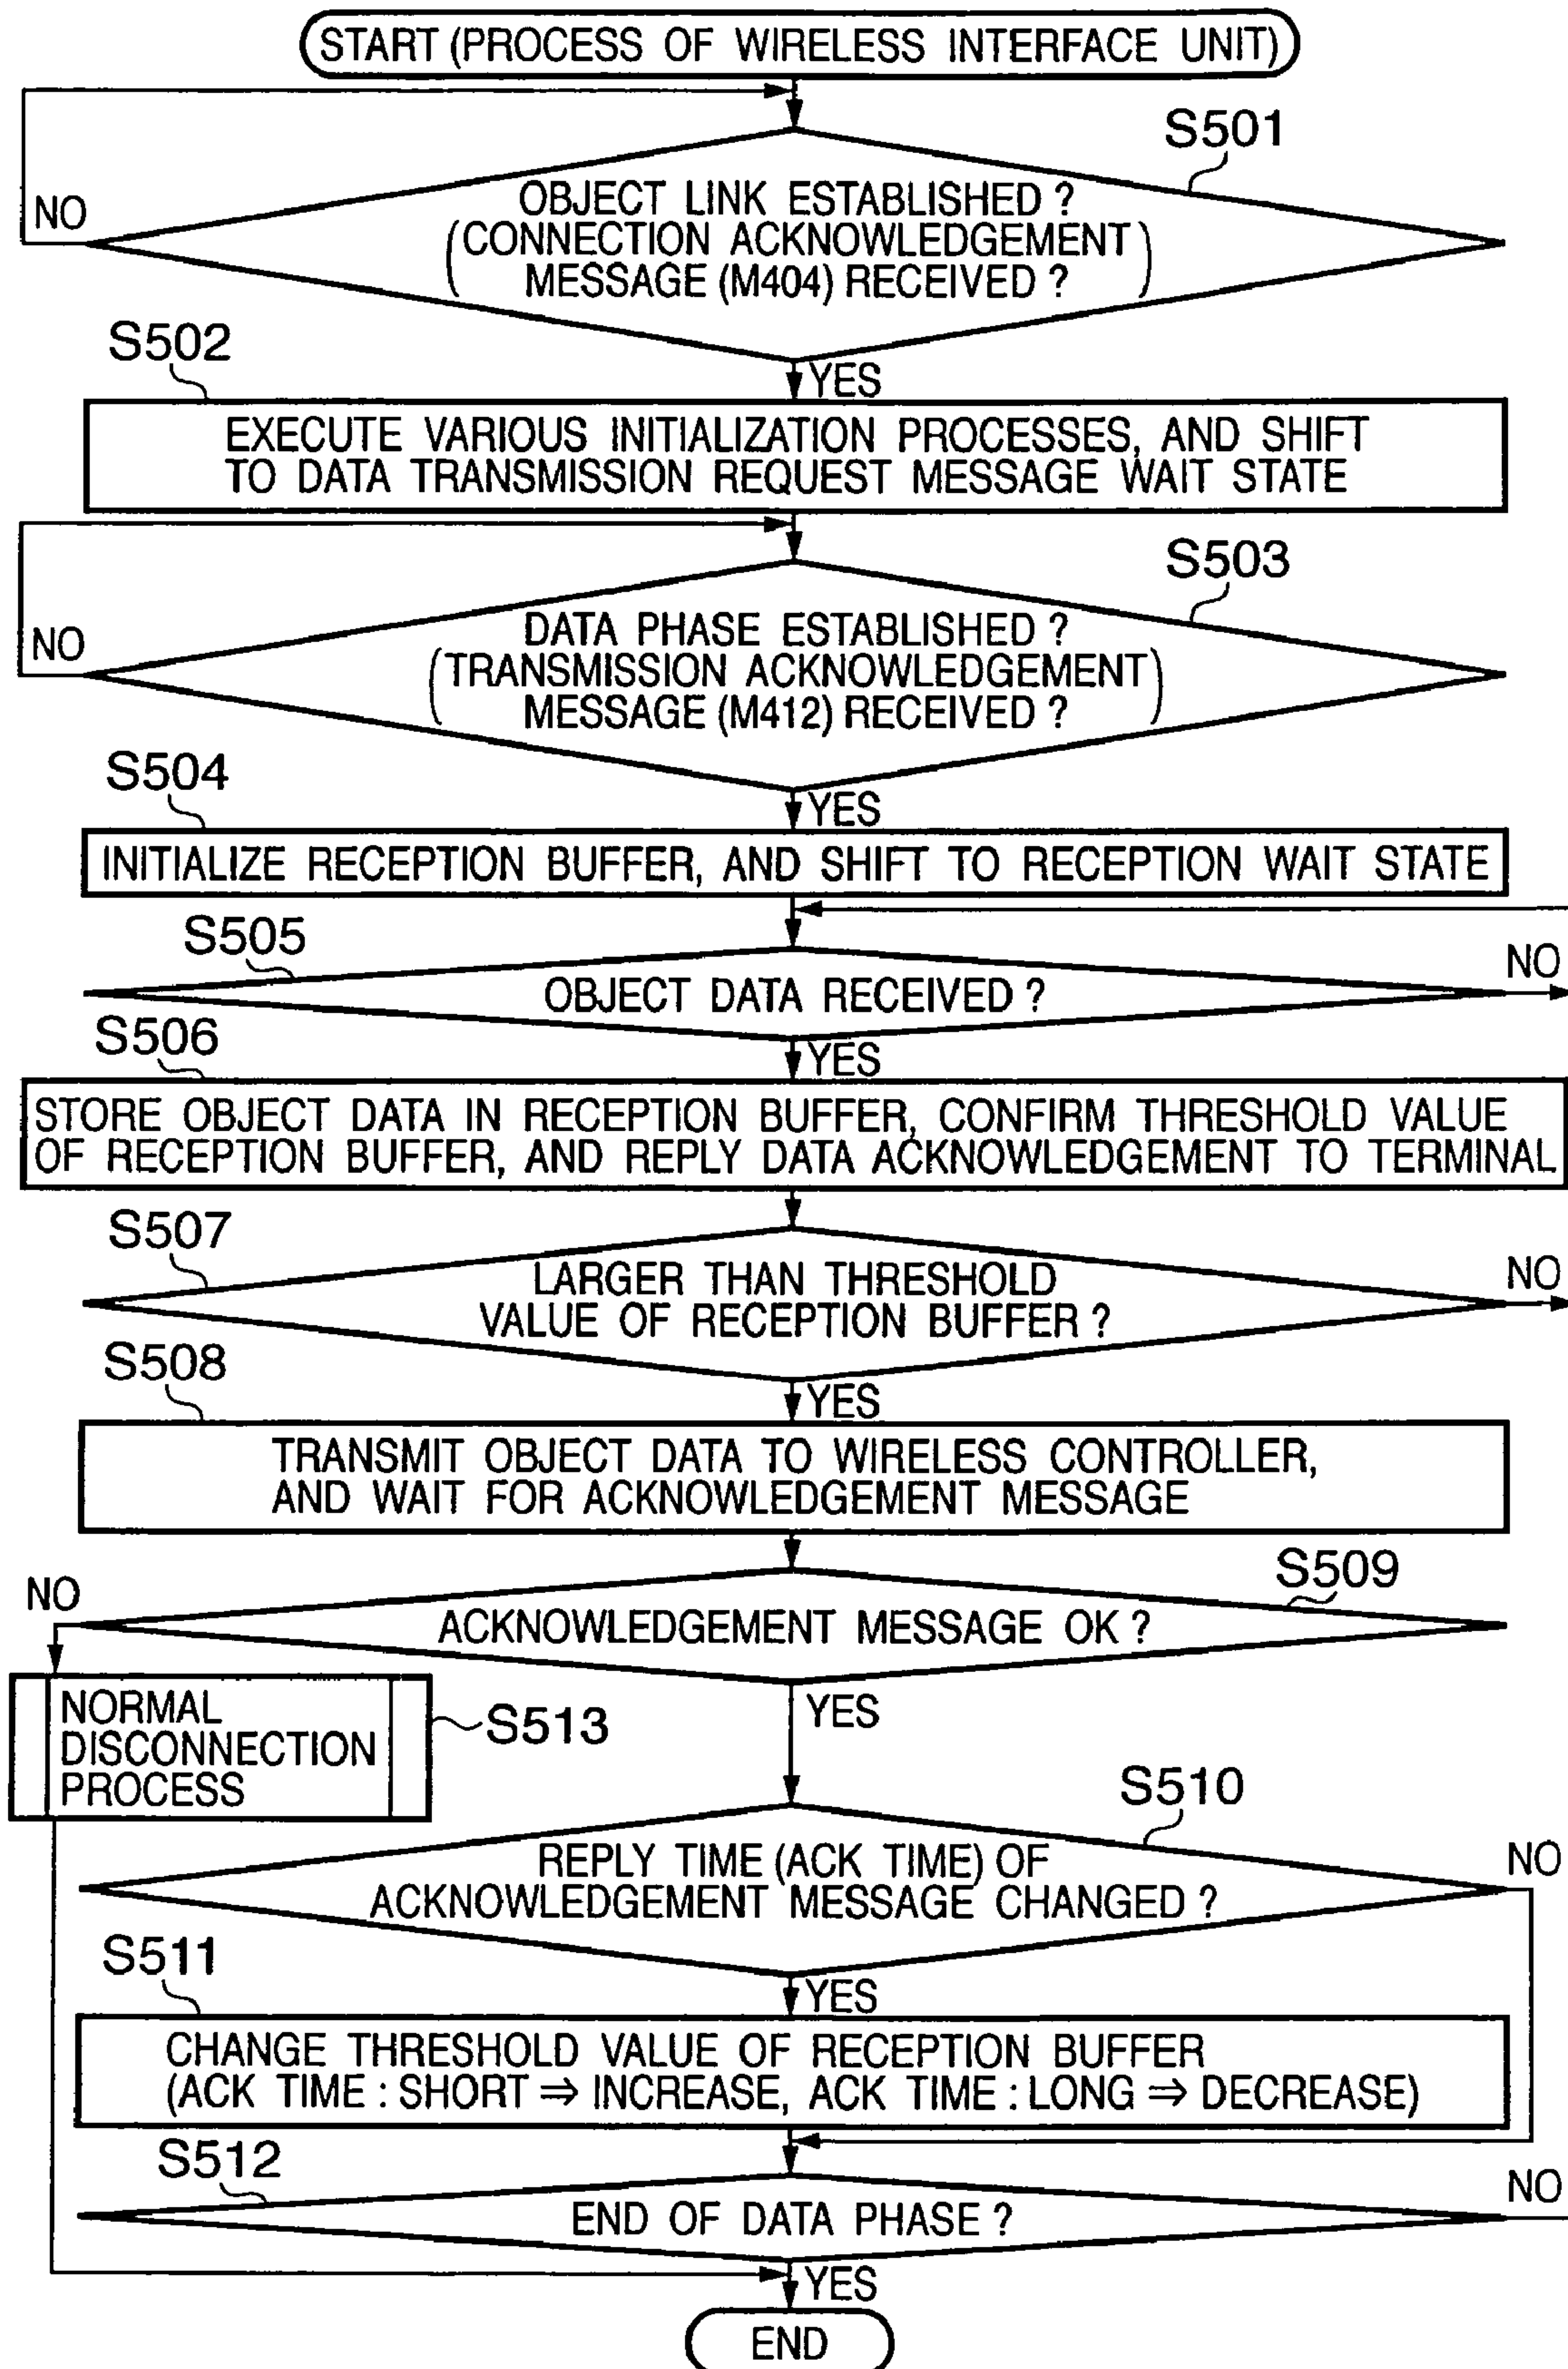 START (PROCESS OF WIRELESS INTERFACE UNIT)
S501
NO
OBJECT LINK ESTABLISHED ?
(CONNECTION ACKNOWLEDGEMENT
MESSAGE (M404) RECEIVED ?)
YES
S502
EXECUTE VARIOUS INITIALIZATION PROCESSES, AND SHIFT
TO DATA TRANSMISSION REQUEST MESSAGE WAIT STATE
S503
NO
DATA PHASE ESTABLISHED ?
(TRANSMISSION ACKNOWLEDGEMENT
MESSAGE (M412) RECEIVED ?)
YES
S504
INITIALIZE RECEPTION BUFFER, AND SHIFT TO RECEPTION WAIT STATE
S505
NO
OBJECT DATA RECEIVED ?
YES
S506
STORE OBJECT DATA IN RECEPTION BUFFER, CONFIRM THRESHOLD VALUE
OF RECEPTION BUFFER, AND REPLY DATA ACKNOWLEDGEMENT TO TERMINAL
S507
NO
LARGER THAN THRESHOLD
VALUE OF RECEPTION BUFFER ?
YES
S508
TRANSMIT OBJECT DATA TO WIRELESS CONTROLLER,
AND WAIT FOR ACKNOWLEDGEMENT MESSAGE
S509
NO
ACKNOWLEDGEMENT MESSAGE OK ?
YES
NORMAL
DISCONNECTION
PROCESS
S513
S510
NO
REPLY TIME (ACK TIME) OF
ACKNOWLEDGEMENT MESSAGE CHANGED ?
YES
S511
CHANGE THRESHOLD VALUE OF RECEPTION BUFFER
(ACK TIME : SHORT ⇒ INCREASE, ACK TIME : LONG ⇒ DECREASE)
S512
NO
END OF DATA PHASE ?
YES
END